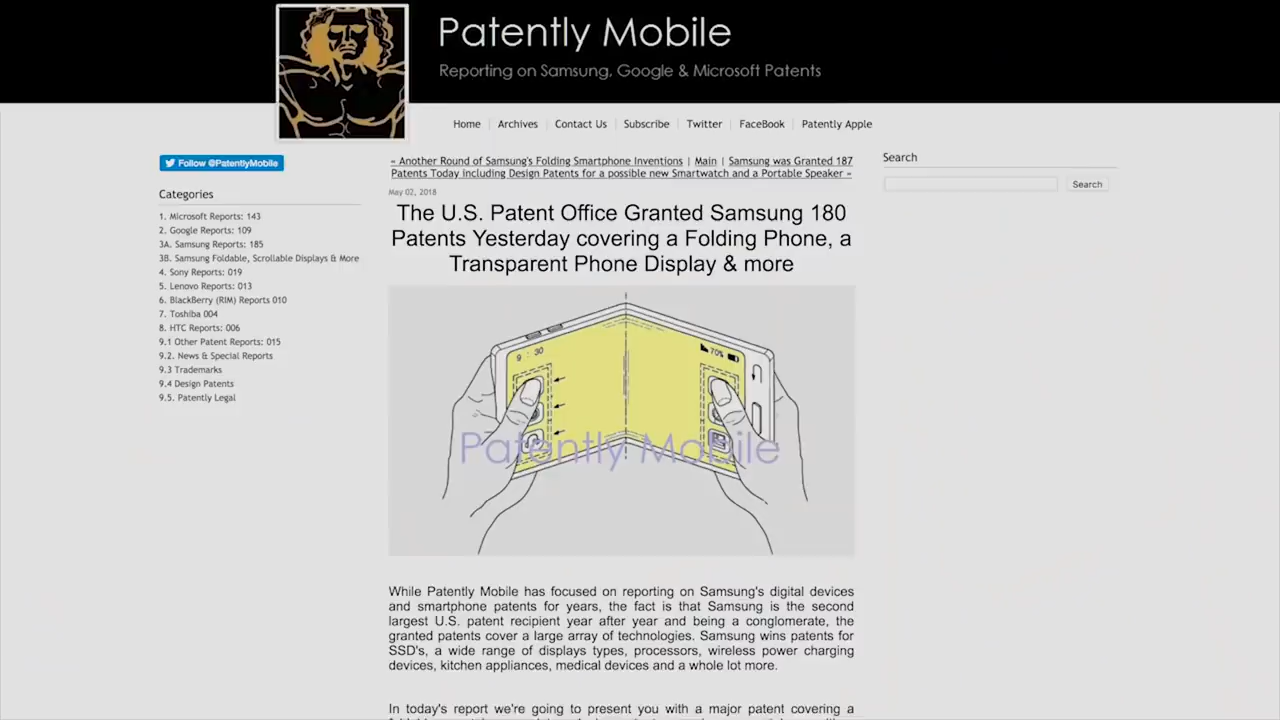 Patently Mobile
Reporting on Samsung, Google & Microsoft Patents
Home
Archives
Contact Us
Subscribe
Twitter
FaceBook
Patently Apple
Follow @PatentlyMobile
Categories
1. Microsoft Reports: 143
2. Google Reports: 109
3A. Samsung Reports: 185
3B. Samsung Foldable, Scrollable Displays & More
4. Sony Reports: 019
5. Lenovo Reports: 013
6. BlackBerry (RIM) Reports 010
7. Toshiba 004
8. HTC Reports: 006
9.1 Other Patent Reports: 015
9.2. News & Special Reports
9.3 Trademarks
9.4 Design Patents
9.5. Patently Legal
« Another Round of Samsung's Folding Smartphone Inventions | Main | Samsung was Granted 187
Patents Today including Design Patents for a possible new Smartwatch and a Portable Speaker »
May 02, 2018
The U.S. Patent Office Granted Samsung 180
Patents Yesterday covering a Folding Phone, a
Transparent Phone Display & more
9 : 30
70%
Patently Mobile
While Patently Mobile has focused on reporting on Samsung's digital devices
and smartphone patents for years, the fact is that Samsung is the second
largest U.S. patent recipient year after year and being a conglomerate, the
granted patents cover a large array of technologies. Samsung wins patents for
SSD's, a wide range of displays types, processors, wireless power charging
devices, kitchen appliances, medical devices and a whole lot more.
In today's report we're going to present you with a major patent covering a
Search
Search